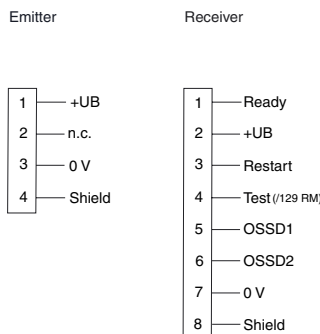 Emitter
1 +UB
2 n.c.
3 0 V
4 Shield
Receiver
1 Ready
2 +UB
3 Restart
4 Test (/129 RM)
5 OSSD1
6 OSSD2
7 0 V
8 Shield